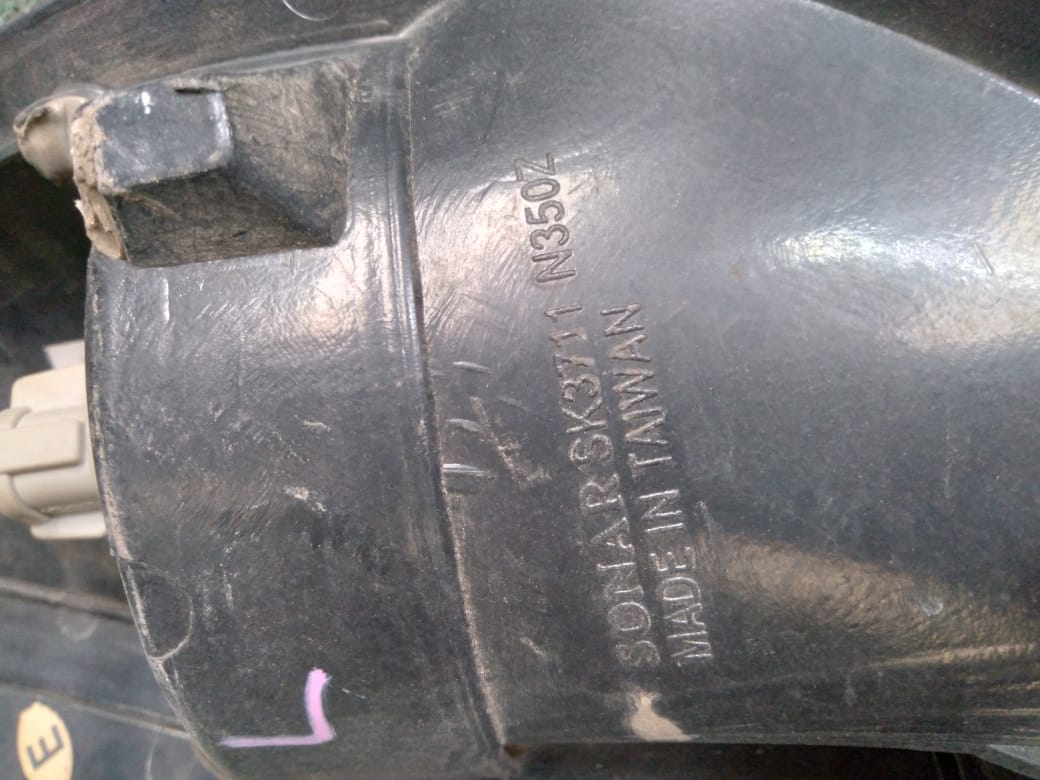 SONAR SK3711 N350Z
MADE IN TAIWAN
L
E